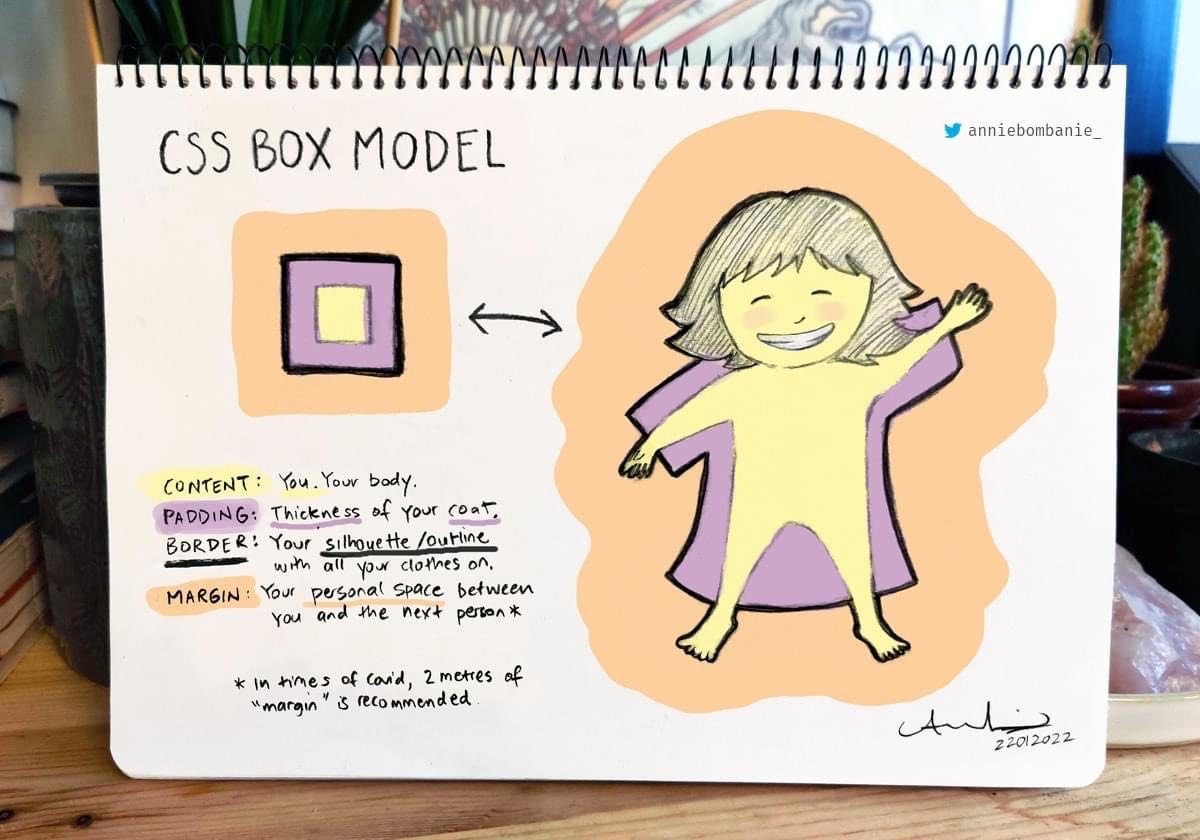 CSS BOX MODEL
anniebombanie_
CONTENT: You. Your body.
PADDING: Thickness of your coat.
BORDER: Your silhouette/outline
with all your clothes on.
MARGIN: Your personal space between
you and the next person*
* In times of covid, 2 metres of
"margin" is recommended.
22012022